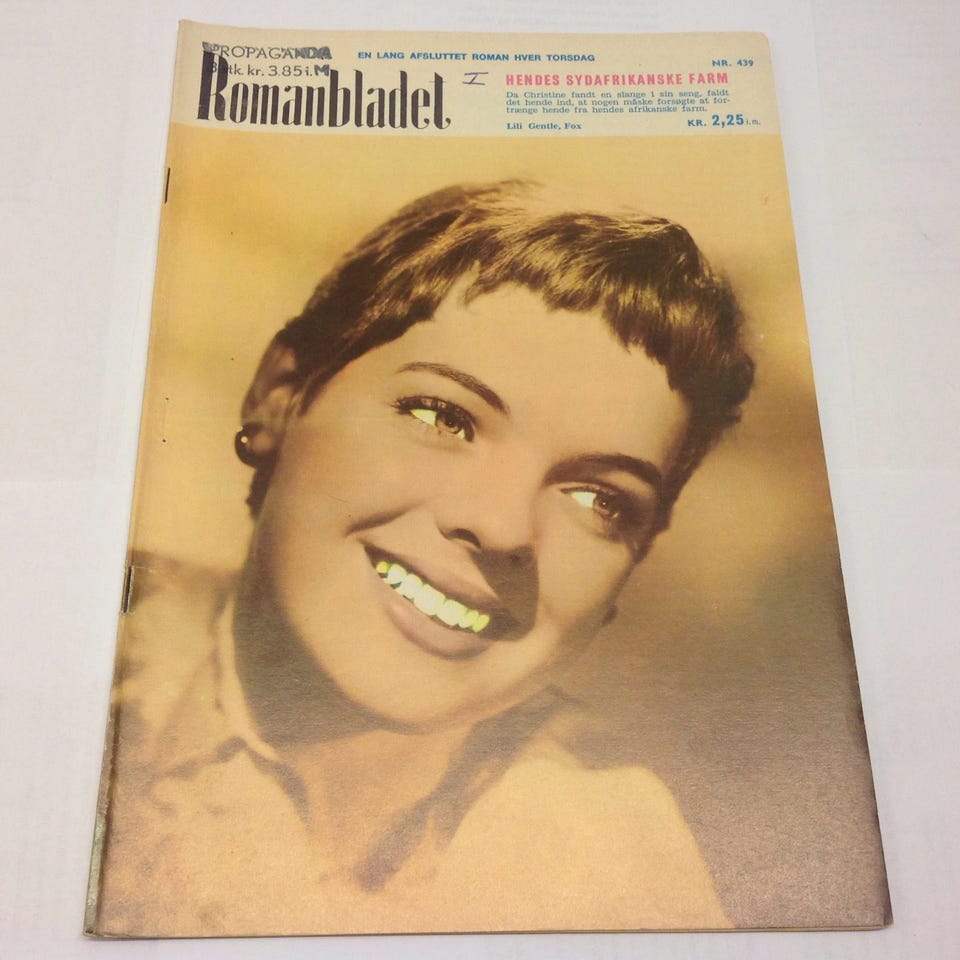 PROPAGANDA
3 stk. kr. 3.85 i. M
EN LANG AFSLUTTET ROMAN HVER TORSDAG
NR. 439
Romanbladet
I
HENDES SYDAFRIKANSKE FARM
Da Christine fandt en slange i sin seng, faldt
det hende ind, at nogen måske forsøgte at for-
trænge hende fra hendes afrikanske farm.
Lili Gentle, Fox
KR. 2,25 i.m.